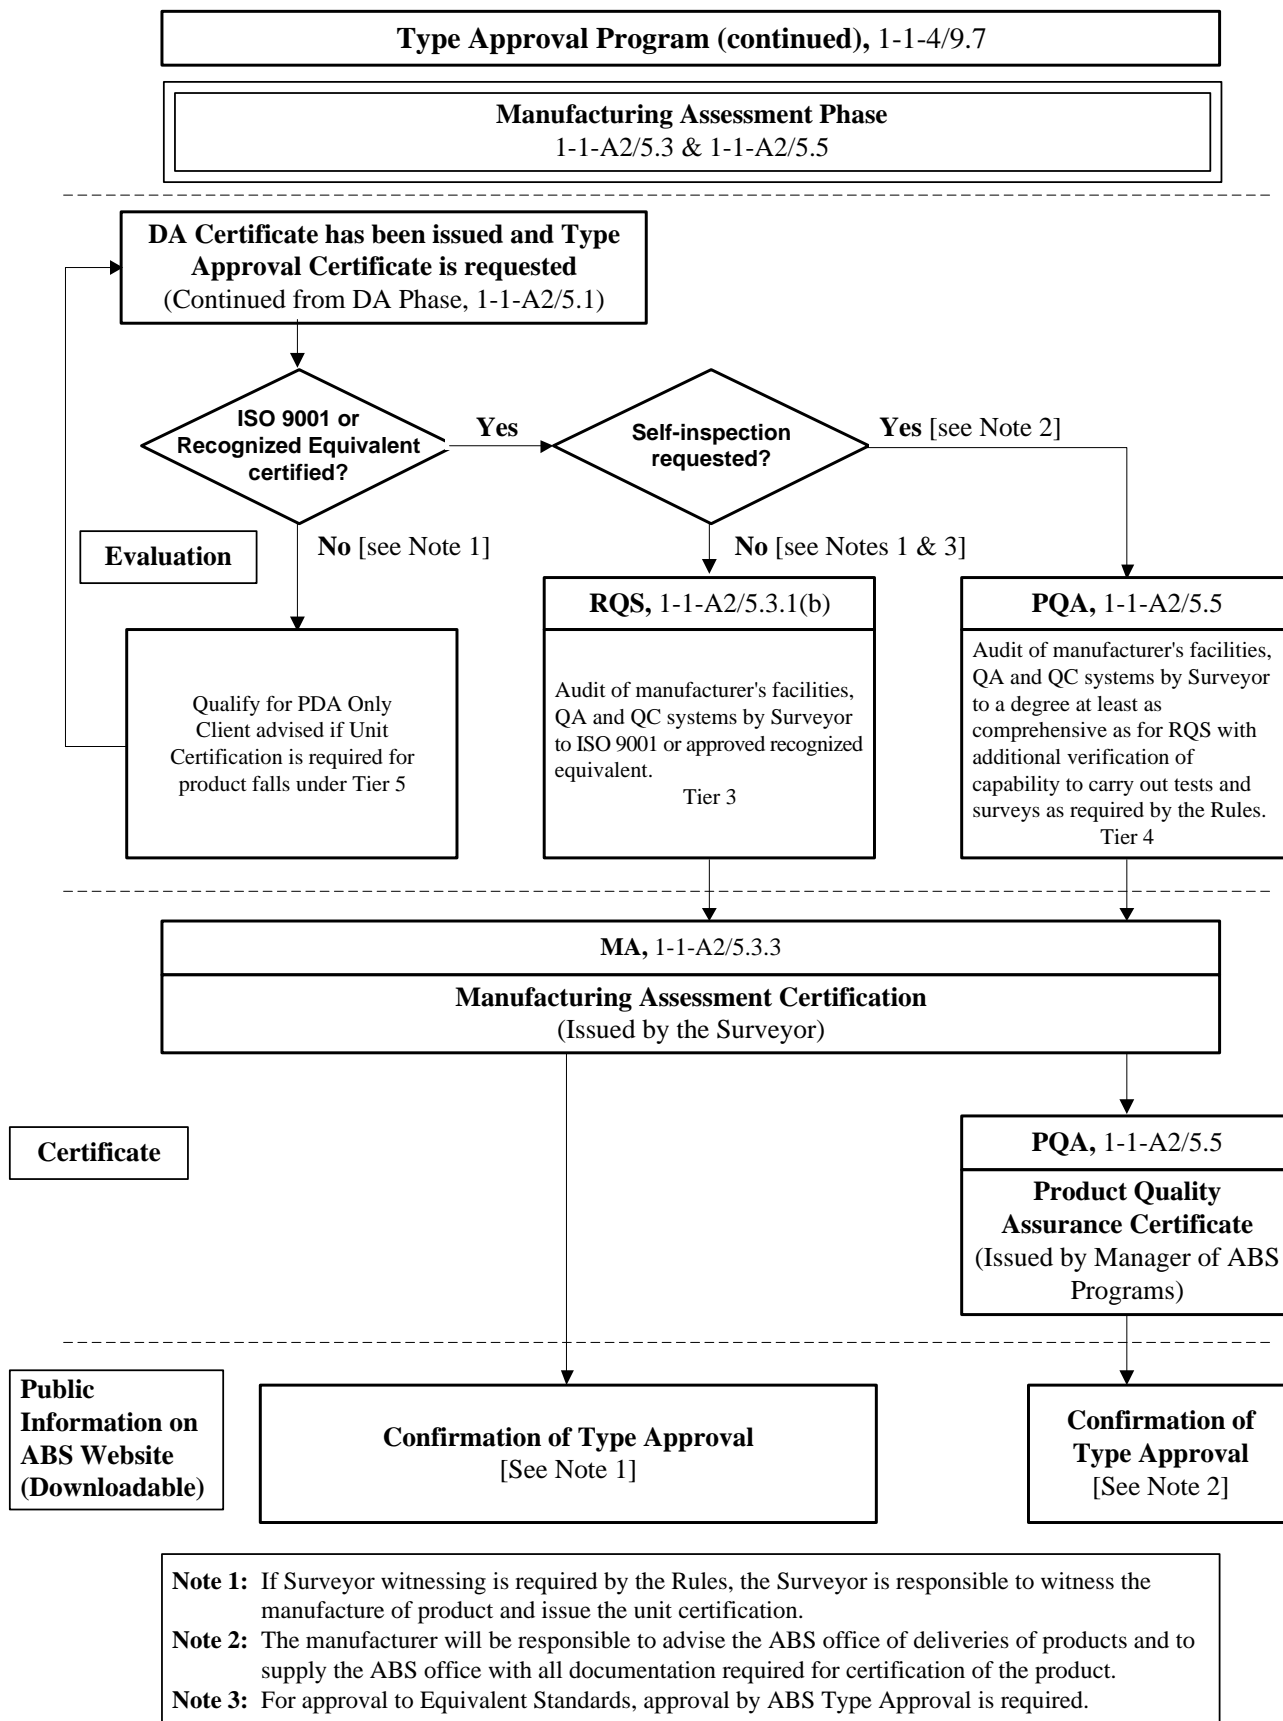 Type Approval Program (continued), 1-1-4/9.7
Manufacturing Assessment Phase
1-1-A2/5.3 & 1-1-A2/5.5
DA Certificate has been issued and Type
Approval Certificate is requested
(Continued from DA Phase, 1-1-A2/5.1)
ISO 9001 or
Recognized Equivalent
certified?
Yes
Self-inspection
requested?
Yes [see Note 2]
Evaluation
No [see Note 1]
No [see Notes 1 & 3]
Qualify for PDA Only
Client advised if Unit
Certification is required for
product falls under Tier 5
RQS, 1-1-A2/5.3.1(b)
Audit of manufacturer's facilities,
QA and QC systems by Surveyor
to ISO 9001 or approved recognized
equivalent.
Tier 3
PQA, 1-1-A2/5.5
Audit of manufacturer's facilities,
QA and QC systems by Surveyor
to a degree at least as
comprehensive as for RQS with
additional verification of
capability to carry out tests and
surveys as required by the Rules.
Tier 4
MA, 1-1-A2/5.3.3
Manufacturing Assessment Certification
(Issued by the Surveyor)
Certificate
PQA, 1-1-A2/5.5
Product Quality
Assurance Certificate
(Issued by Manager of ABS
Programs)
Public
Information on
ABS Website
(Downloadable)
Confirmation of Type Approval
[See Note 1]
Confirmation of
Type Approval
[See Note 2]
Note 1: If Surveyor witnessing is required by the Rules, the Surveyor is responsible to witness the
manufacture of product and issue the unit certification.
Note 2: The manufacturer will be responsible to advise the ABS office of deliveries of products and to
supply the ABS office with all documentation required for certification of the product.
Note 3: For approval to Equivalent Standards, approval by ABS Type Approval is required.